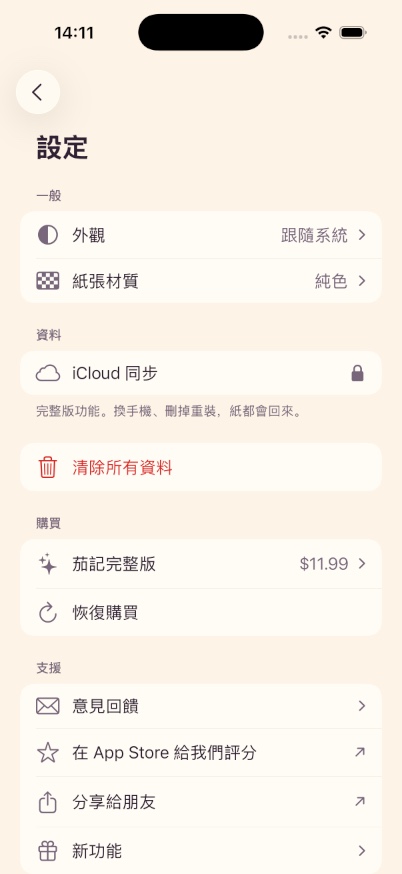 14:11
設定
一般
外觀 跟隨系統
紙張材質 純色
資料
iCloud 同步
完整版功能。換手機、刪掉重裝，紙都會回來。
清除所有資料
購買
茄記完整版 $11.99
恢復購買
支援
意見回饋
在 App Store 給我們評分
分享給朋友
新功能